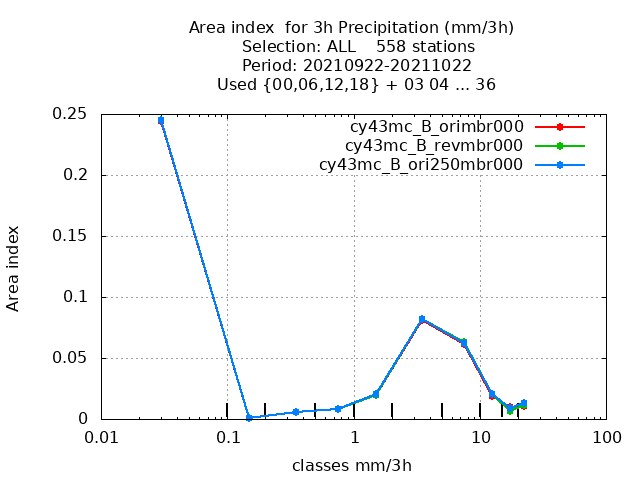 Area index  for 3h Precipitation (mm/3h)
Selection: ALL    558 stations
Period: 20210922-20211022
Used {00,06,12,18} + 03 04 ... 36
cy43mc_B_orimbr000
cy43mc_B_revmbr000
cy43mc_B_ori250mbr000
Area index
0.25
0.2
0.15
0.1
0.05
0
0.01 0.1 1 10 100
classes mm/3h